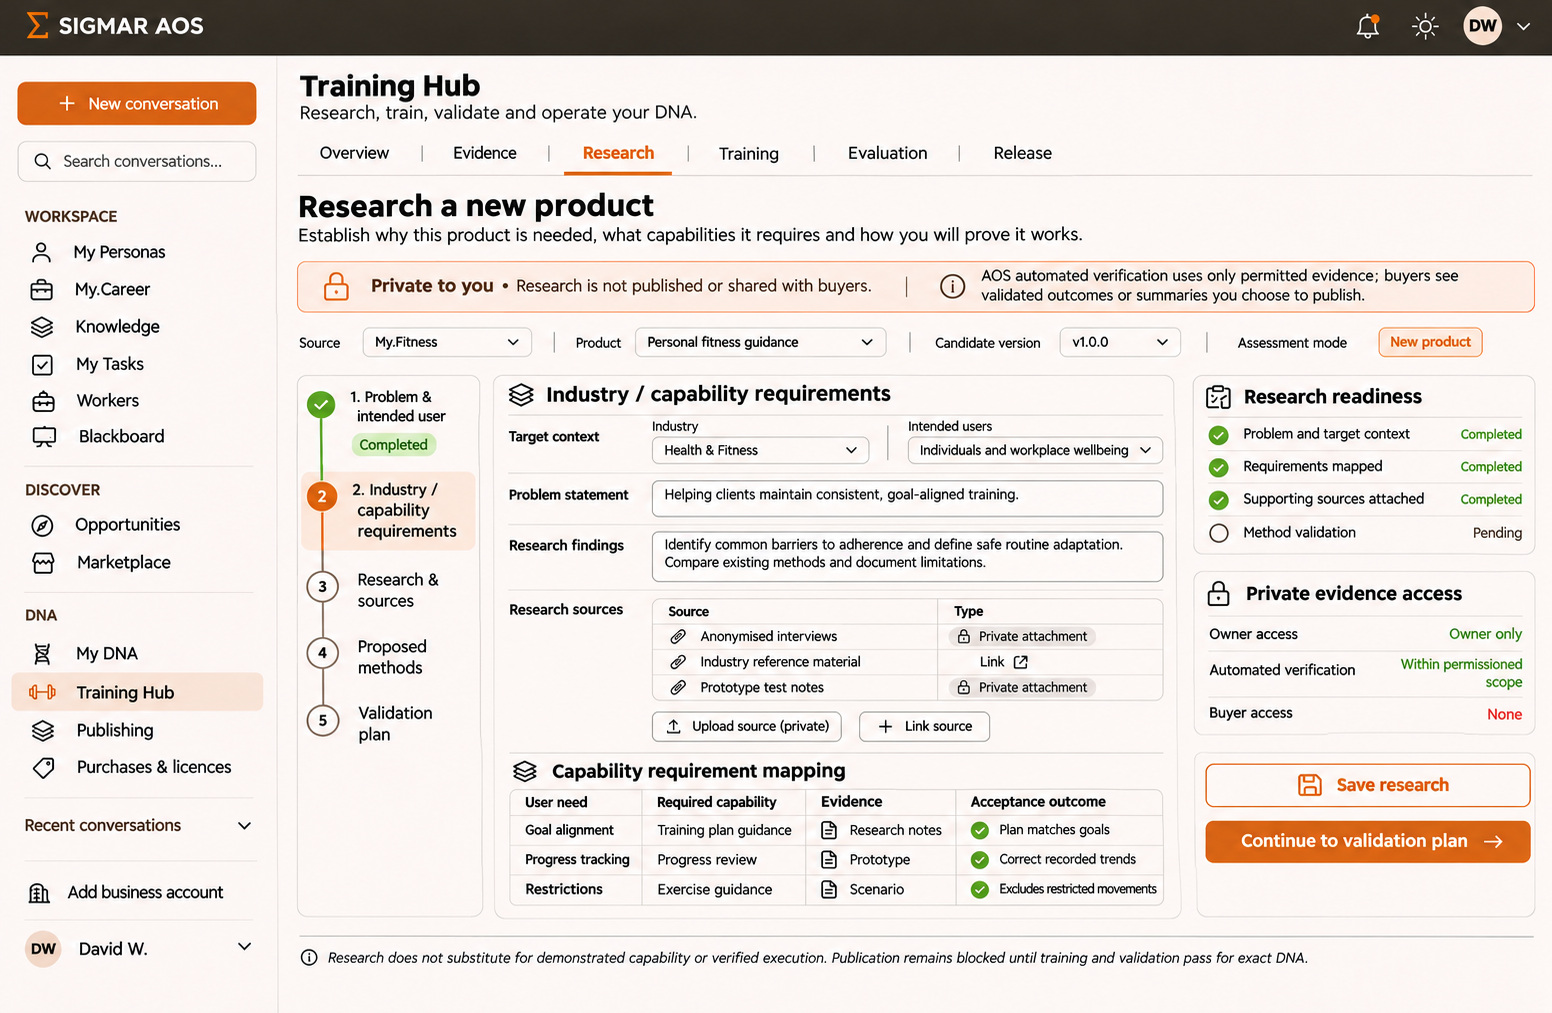 SIGMAR AOS
DW
New conversation
Search conversations...
WORKSPACE
My Personas
My.Career
Knowledge
My Tasks
Workers
Blackboard
DISCOVER
Opportunities
Marketplace
DNA
My DNA
Training Hub
Publishing
Purchases & licences
Recent conversations
Add business account
DW David W.
Training Hub
Research, train, validate and operate your DNA.
Overview | Evidence | Research | Training | Evaluation | Release
Research a new product
Establish why this product is needed, what capabilities it requires and how you will prove it works.
Private to you • Research is not published or shared with buyers.
AOS automated verification uses only permitted evidence; buyers see
validated outcomes or summaries you choose to publish.
Source My.Fitness | Product Personal fitness guidance | Candidate version v1.0.0 | Assessment mode New product
1. Problem &
intended user
Completed
2
2. Industry /
capability
requirements
3
Research &
sources
4
Proposed
methods
5
Validation
plan
Industry / capability requirements
Target context
Industry
Health & Fitness
Intended users
Individuals and workplace wellbeing
Problem statement
Helping clients maintain consistent, goal-aligned training.
Research findings
Identify common barriers to adherence and define safe routine adaptation.
Compare existing methods and document limitations.
Research sources
Source Type
Anonymised interviews Private attachment
Industry reference material Link
Prototype test notes Private attachment
Upload source (private)
Link source
Capability requirement mapping
User need Required capability Evidence Acceptance outcome
Goal alignment Training plan guidance Research notes Plan matches goals
Progress tracking Progress review Prototype Correct recorded trends
Restrictions Exercise guidance Scenario Excludes restricted movements
Research readiness
Problem and target context Completed
Requirements mapped Completed
Supporting sources attached Completed
Method validation Pending
Private evidence access
Owner access Owner only
Automated verification Within permissioned
scope
Buyer access None
Save research
Continue to validation plan
Research does not substitute for demonstrated capability or verified execution. Publication remains blocked until training and validation pass for exact DNA.